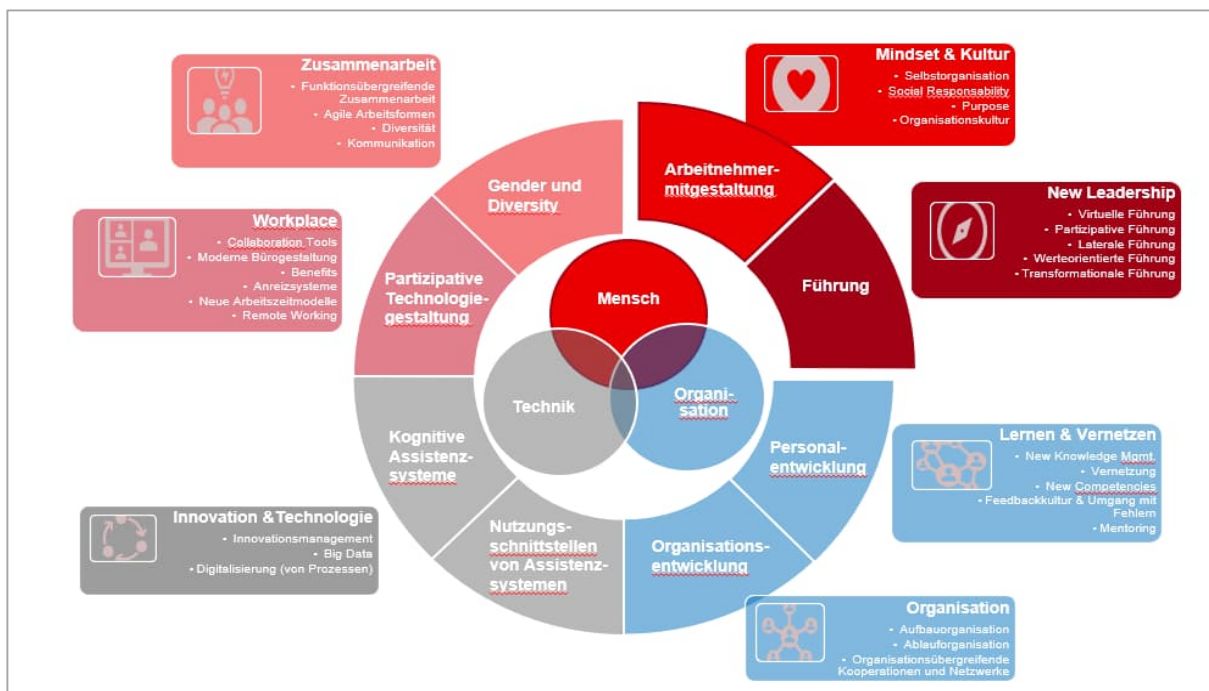 Zusammenarbeit
• Funktionsübergreifende
Zusammenarbeit
• Agile Arbeitsformen
• Diversität
• Kommunikation
Mindset & Kultur
• Selbstorganisation
• Social Responsability
• Purpose
• Organisationskultur
Workplace
• Collaboration Tools
• Moderne Bürogestaltung
• Benefits
• Anreizsysteme
• Neue Arbeitszeitmodelle
• Remote Working
New Leadership
• Virtuelle Führung
• Partizipative Führung
• Laterale Führung
• Werteorientierte Führung
• Transformationale Führung
Gender und
Diversity
Arbeitnehmer-
mitgestaltung
Partizipative
Technologie-
gestaltung
Führung
Mensch
Technik
Organi-
sation
Kognitive
Assistenz-
systeme
Personal-
entwicklung
Nutzungs-
schnittstellen
von Assistenz-
systemen
Organisations-
entwicklung
Innovation & Technologie
• Innovationsmanagement
• Big Data
• Digitalisierung (von Prozessen)
Lernen & Vernetzen
• New Knowledge Mgmt.
• Vernetzung
• New Competencies
• Feedbackkultur & Umgang mit
Fehlern
• Mentoring
Organisation
• Aufbauorganisation
• Ablauforganisation
• Organisationsübergreifende
Kooperationen und Netzwerke